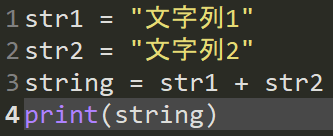 1 str1 = "文字列1"
2 str2 = "文字列2"
3 string = str1 + str2
4 print(string)